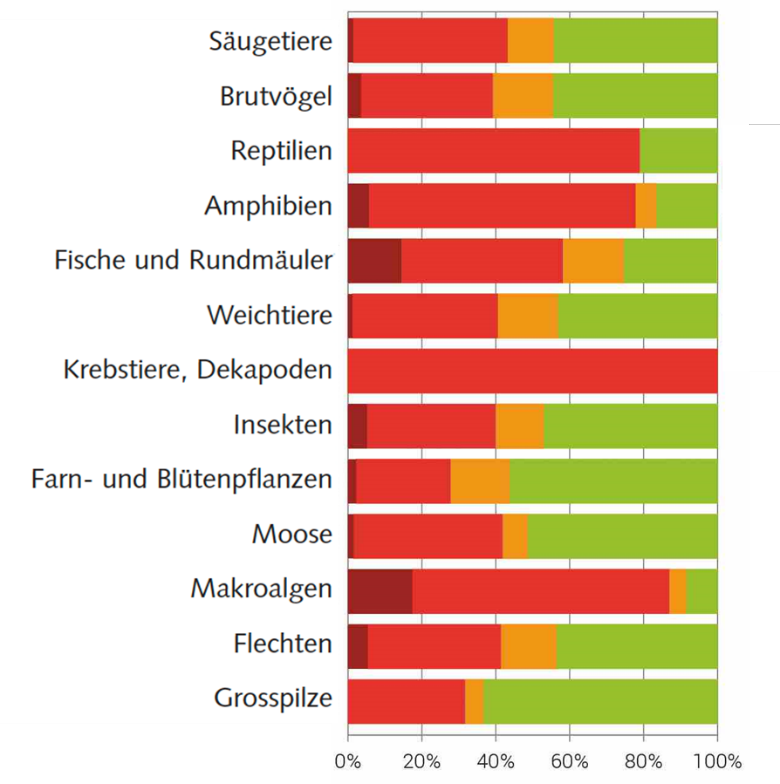 Säugetiere
Brutvögel
Reptilien
Amphibien
Fische und Rundmäuler
Weichtiere
Krebstiere, Dekapoden
Insekten
Farn- und Blütenpflanzen
Moose
Makroalgen
Flechten
Grosspilze
0% 20% 40% 60% 80% 100%